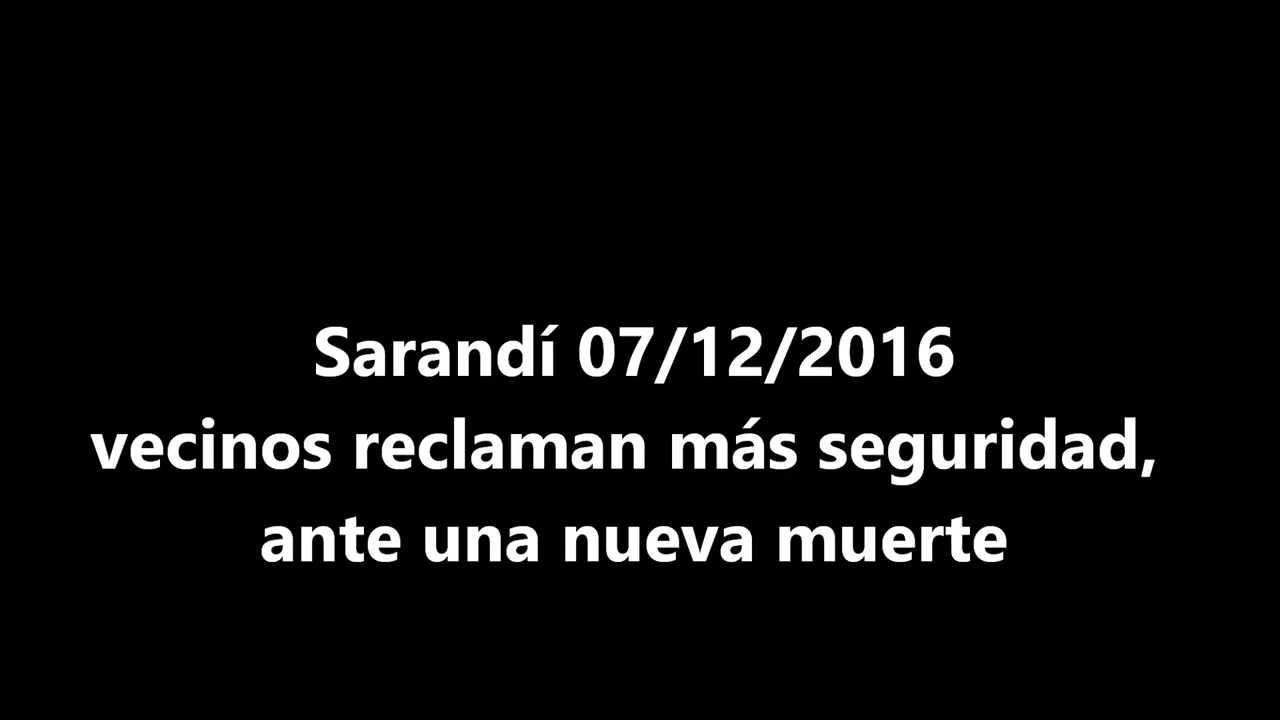 Sarandí 07/12/2016
vecinos reclaman más seguridad,
ante una nueva muerte